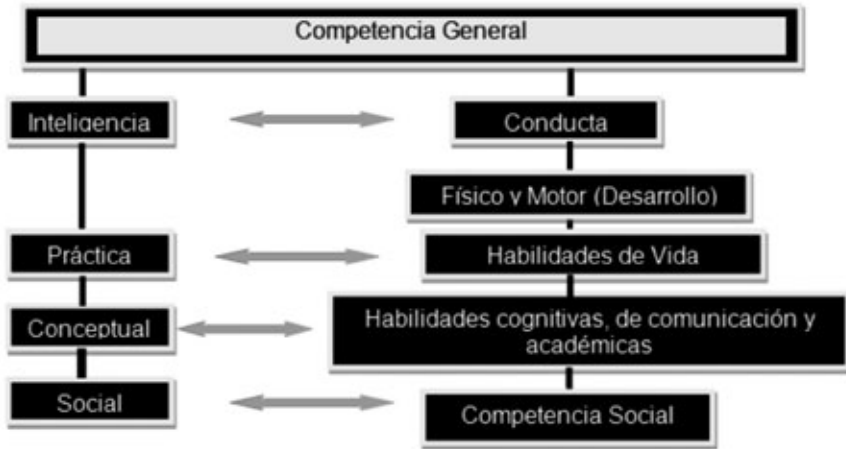 Competencia General
Inteligencia
Conducta
Físico y Motor (Desarrollo)
Práctica
Habilidades de Vida
Conceptual
Habilidades cognitivas, de comunicación y
académicas
Social
Competencia Social